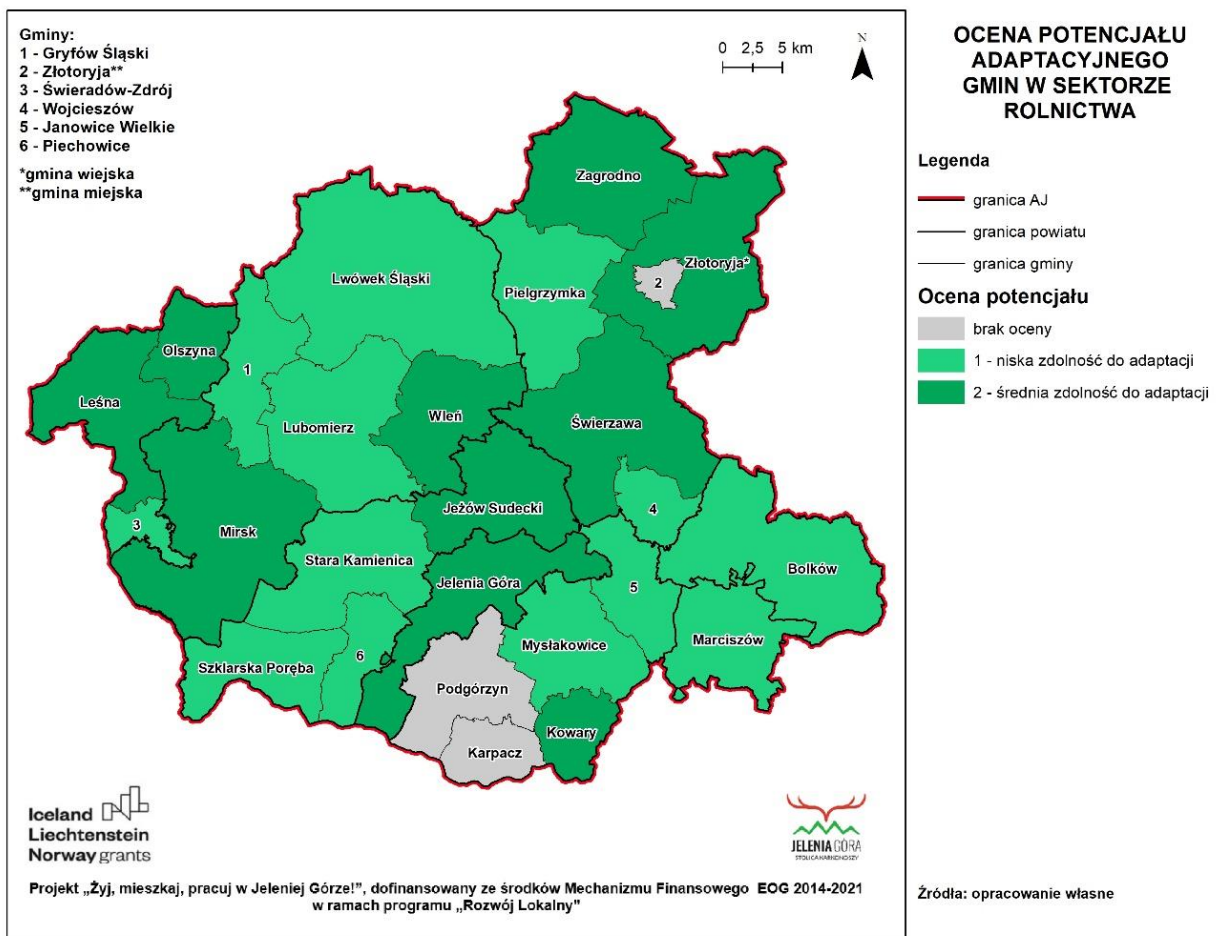 Gminy:
1 - Gryfów Śląski
2 - Złotoryja**
3 - Świeradów-Zdrój
4 - Wojcieszów
5 - Janowice Wielkie
6 - Piechowice
*gmina wiejska
**gmina miejska
0 2,5 5 km
N
Zagrodno
Złotoryja*
2
Lwówek Śląski
Pielgrzymka
Olszyna
1
Leśna
Lubomierz
Wleń
Świerzawa
3
Mirsk
Jeżów Sudecki
4
Stara Kamienica
Jelenia Góra
Bolków
5
Mysłakowice
Marciszów
Szklarska Poręba
6
Podgórzyn
Kowary
Karpacz
Iceland
Liechtenstein
Norway grants
JELENIA GÓRA
STOLICA KARKONOSZY
Projekt „Żyj, mieszkaj, pracuj w Jeleniej Górze!”, dofinansowany ze środków Mechanizmu Finansowego EOG 2014-2021
w ramach programu „Rozwój Lokalny”
OCENA POTENCJAŁU
ADAPTACYJNEGO
GMIN W SEKTORZE
ROLNICTWA
Legenda
granica AJ
granica powiatu
granica gminy
Ocena potencjału
brak oceny
1 - niska zdolność do adaptacji
2 - średnia zdolność do adaptacji
Źródła: opracowanie własne